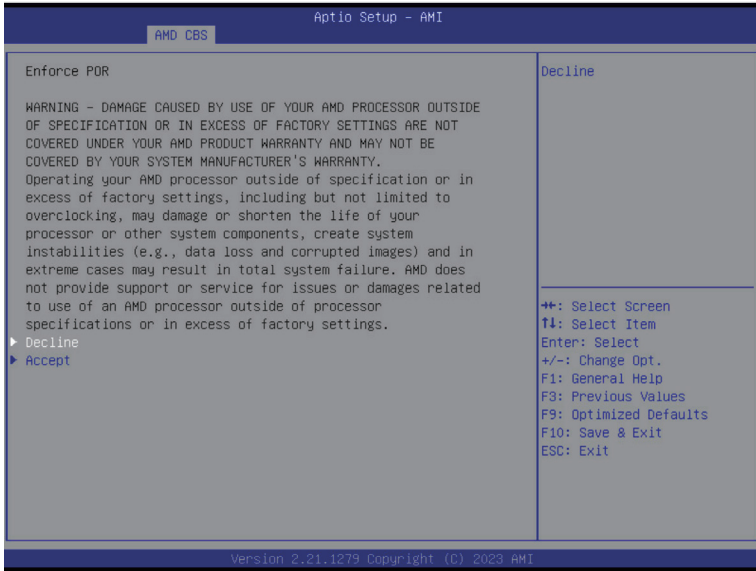 Aptio Setup - AMI
AMD CBS
Enforce POR
WARNING - DAMAGE CAUSED BY USE OF YOUR AMD PROCESSOR OUTSIDE
OF SPECIFICATION OR IN EXCESS OF FACTORY SETTINGS ARE NOT
COVERED UNDER YOUR AMD PRODUCT WARRANTY AND MAY NOT BE
COVERED BY YOUR SYSTEM MANUFACTURER'S WARRANTY.
Operating your AMD processor outside of specification or in
excess of factory settings, including but not limited to
overclocking, may damage or shorten the life of your
processor or other system components, create system
instabilities (e.g., data loss and corrupted images) and in
extreme cases may result in total system failure. AMD does
not provide support or service for issues or damages related
to use of an AMD processor outside of processor
specifications or in excess of factory settings.
Decline
Accept
Decline
→←: Select Screen
↑↓: Select Item
Enter: Select
+/-: Change Opt.
F1: General Help
F3: Previous Values
F9: Optimized Defaults
F10: Save & Exit
ESC: Exit
Version 2.21.1279 Copyright (C) 2023 AMI